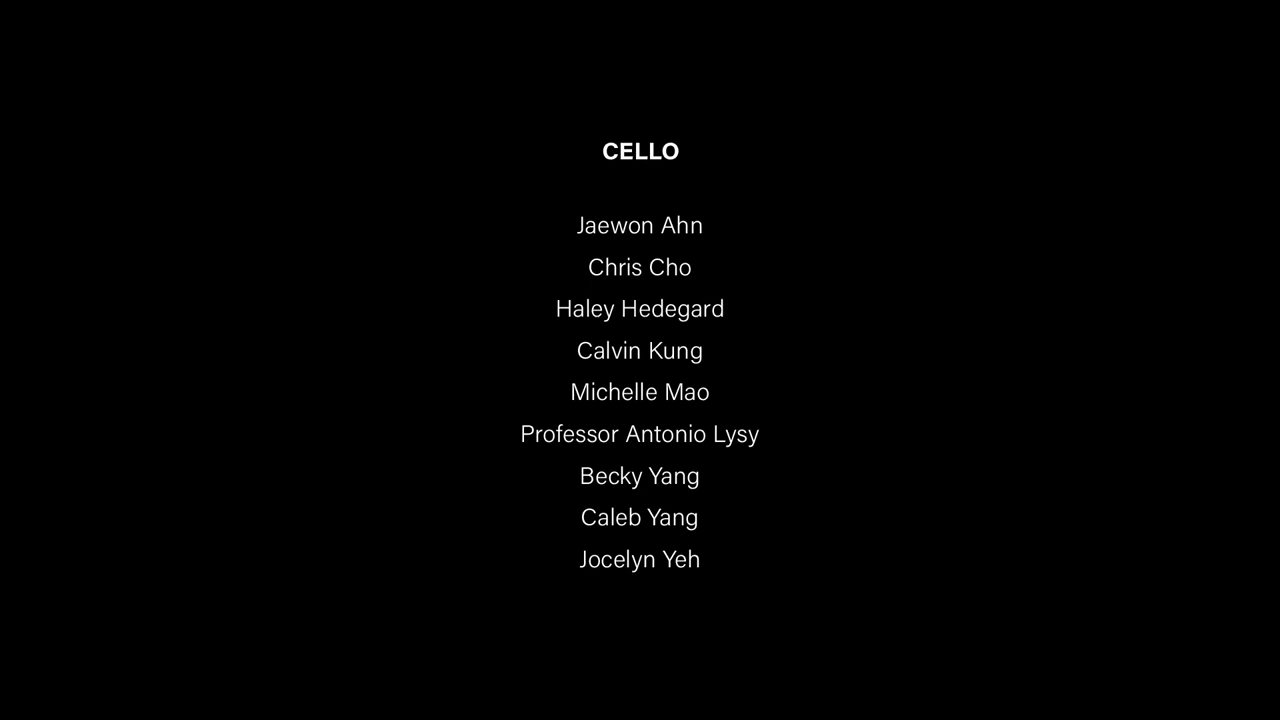 CELLO
Jaewon Ahn
Chris Cho
Haley Hedegard
Calvin Kung
Michelle Mao
Professor Antonio Lysy
Becky Yang
Caleb Yang
Jocelyn Yeh